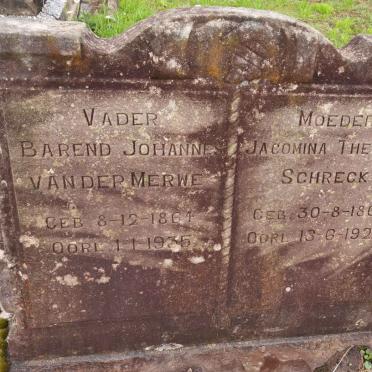 VADER
BAREND JOHANNES
VAN DER MERWE
GEB 8-12-1864
OORL 1-1-1935
MOEDER
JACOMINA THE
SCHRECK
GEB 30-8-186
OORL 13-6-192